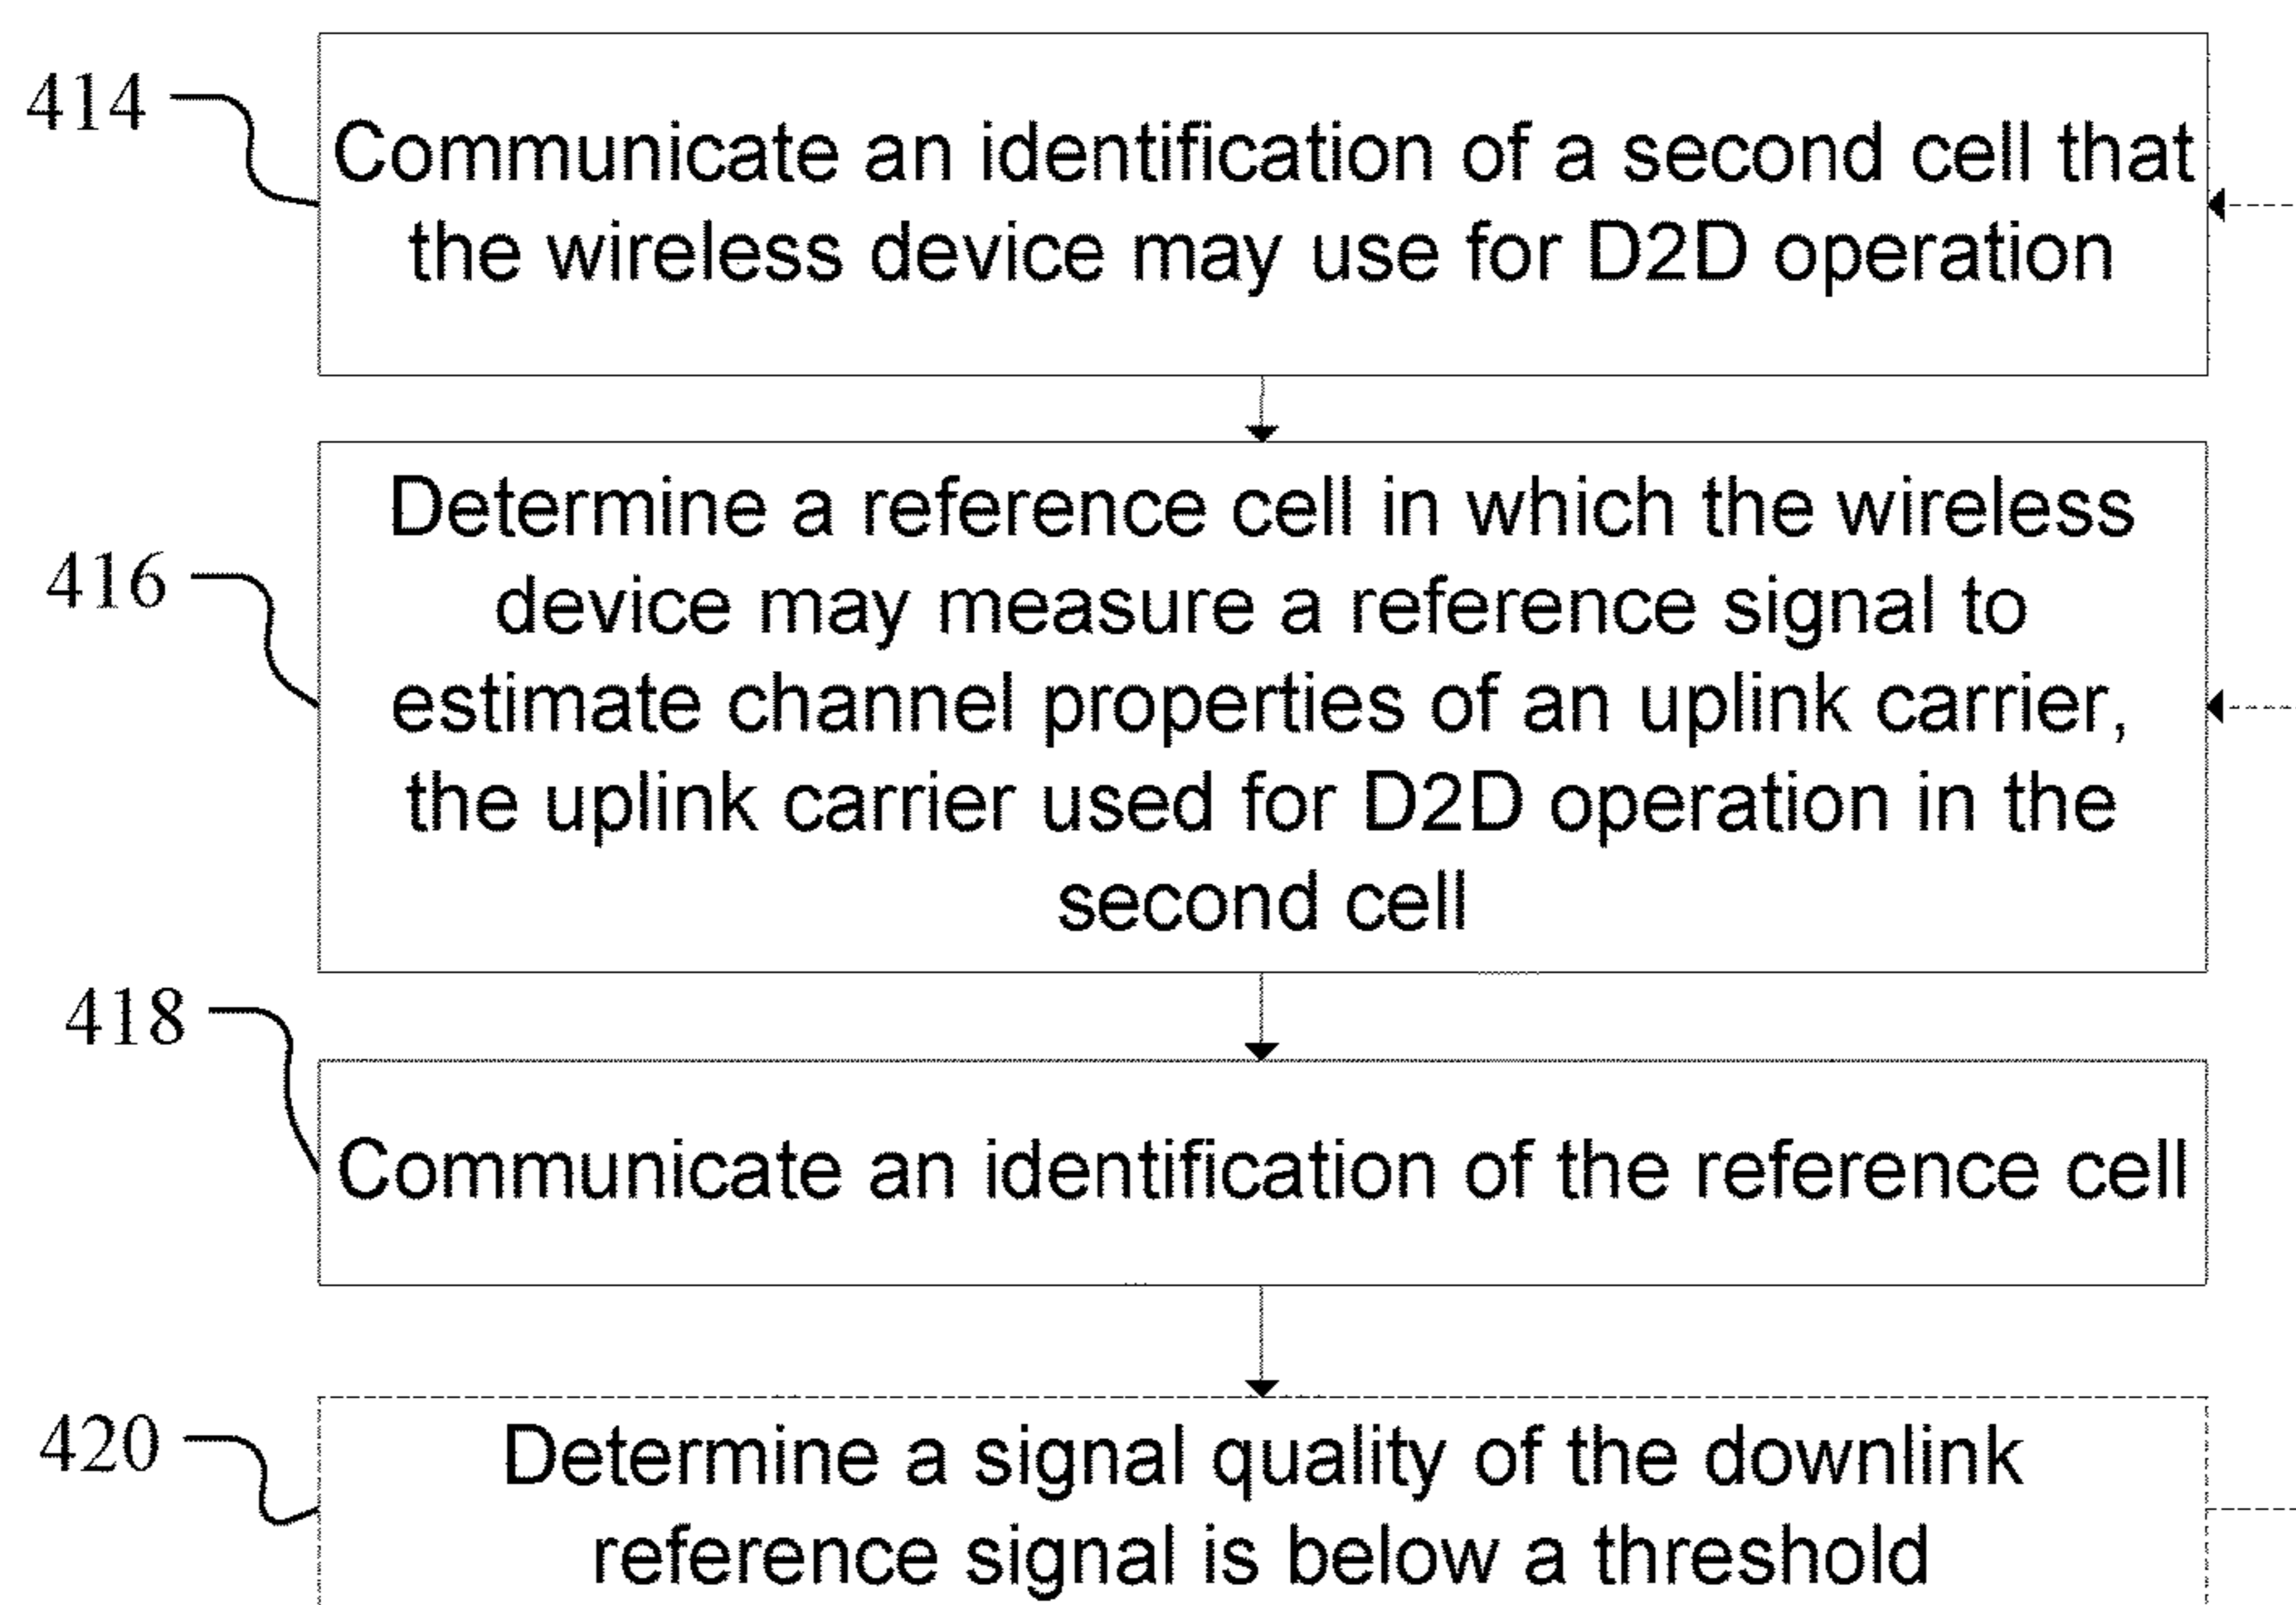 414
Communicate an identification of a second cell that
the wireless device may use for D2D operation
416
Determine a reference cell in which the wireless
device may measure a reference signal to
estimate channel properties of an uplink carrier,
the uplink carrier used for D2D operation in the
second cell
418
Communicate an identification of the reference cell
420
Determine a signal quality of the downlink
reference signal is below a threshold